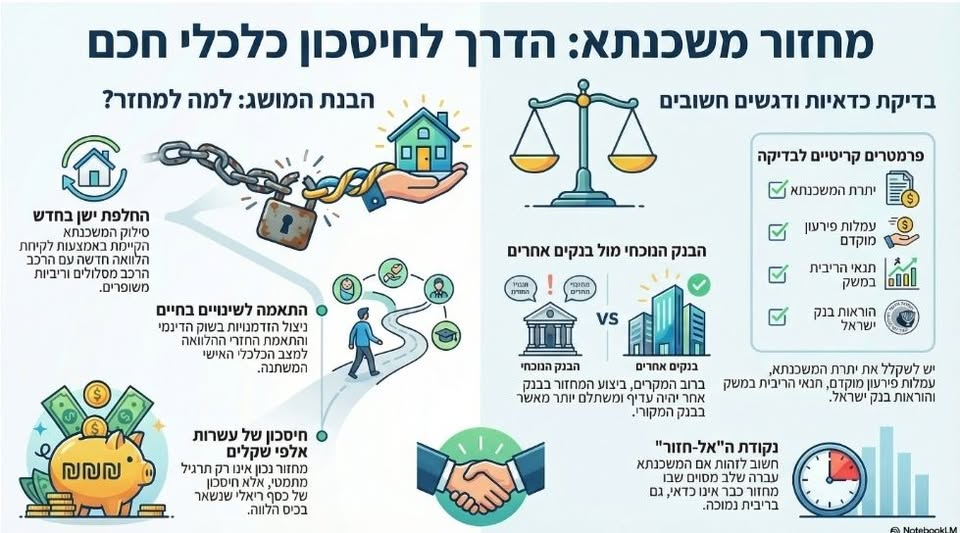 מחזור משכנתא: הדרך לחיסכון כלכלי חכם
הבנת המושג: למה למחזר?
החלפת ישן בחדש
סילוק המשכנתא
הקיימת באמצעות לקיחת
הלוואה חדשה עם הרכב
הרכב מסלולים וריביות
משופרים.
התאמה לשינויים בחיים
ניצול הזדמנויות בשוק הדינמי
והתאמת החזרי ההלוואה
למצב הכלכלי האישי
המשתנה.
חיסכון של עשרות
אלפי שקלים
מחזור נכון אינו רק תרגיל
מתמטי, אלא חיסכון
של כסף ריאלי שנשאר
בכיס הלווה.
₪₪₪
בדיקת כדאיות ודגשים חשובים
פרמטרים קריטיים לבדיקה
יתרת המשכנתא
עמלות פירעון
מוקדם
תנאי הריבית
במשק
הוראות בנק
ישראל
יש לשקלל את יתרת המשכנתא,
עמלות פירעון מוקדם, תנאי הריבית במשק
והוראות בנק ישראל.
הבנק הנוכחי מול בנקים אחרים
VS
בנקים אחרים
הבנק הנוכחי
ברוב המקרים, ביצוע המחזור בבנק
אחר יהיה עדיף ומשתלם יותר מאשר
בבנק המקורי.
נקודת ה"אל-חזור"
חשוב לזהות אם המשכנתא
עברה שלב מסוים שבו
מחזור כבר אינו כדאי, גם
בריבית נמוכה.
NotebookLM